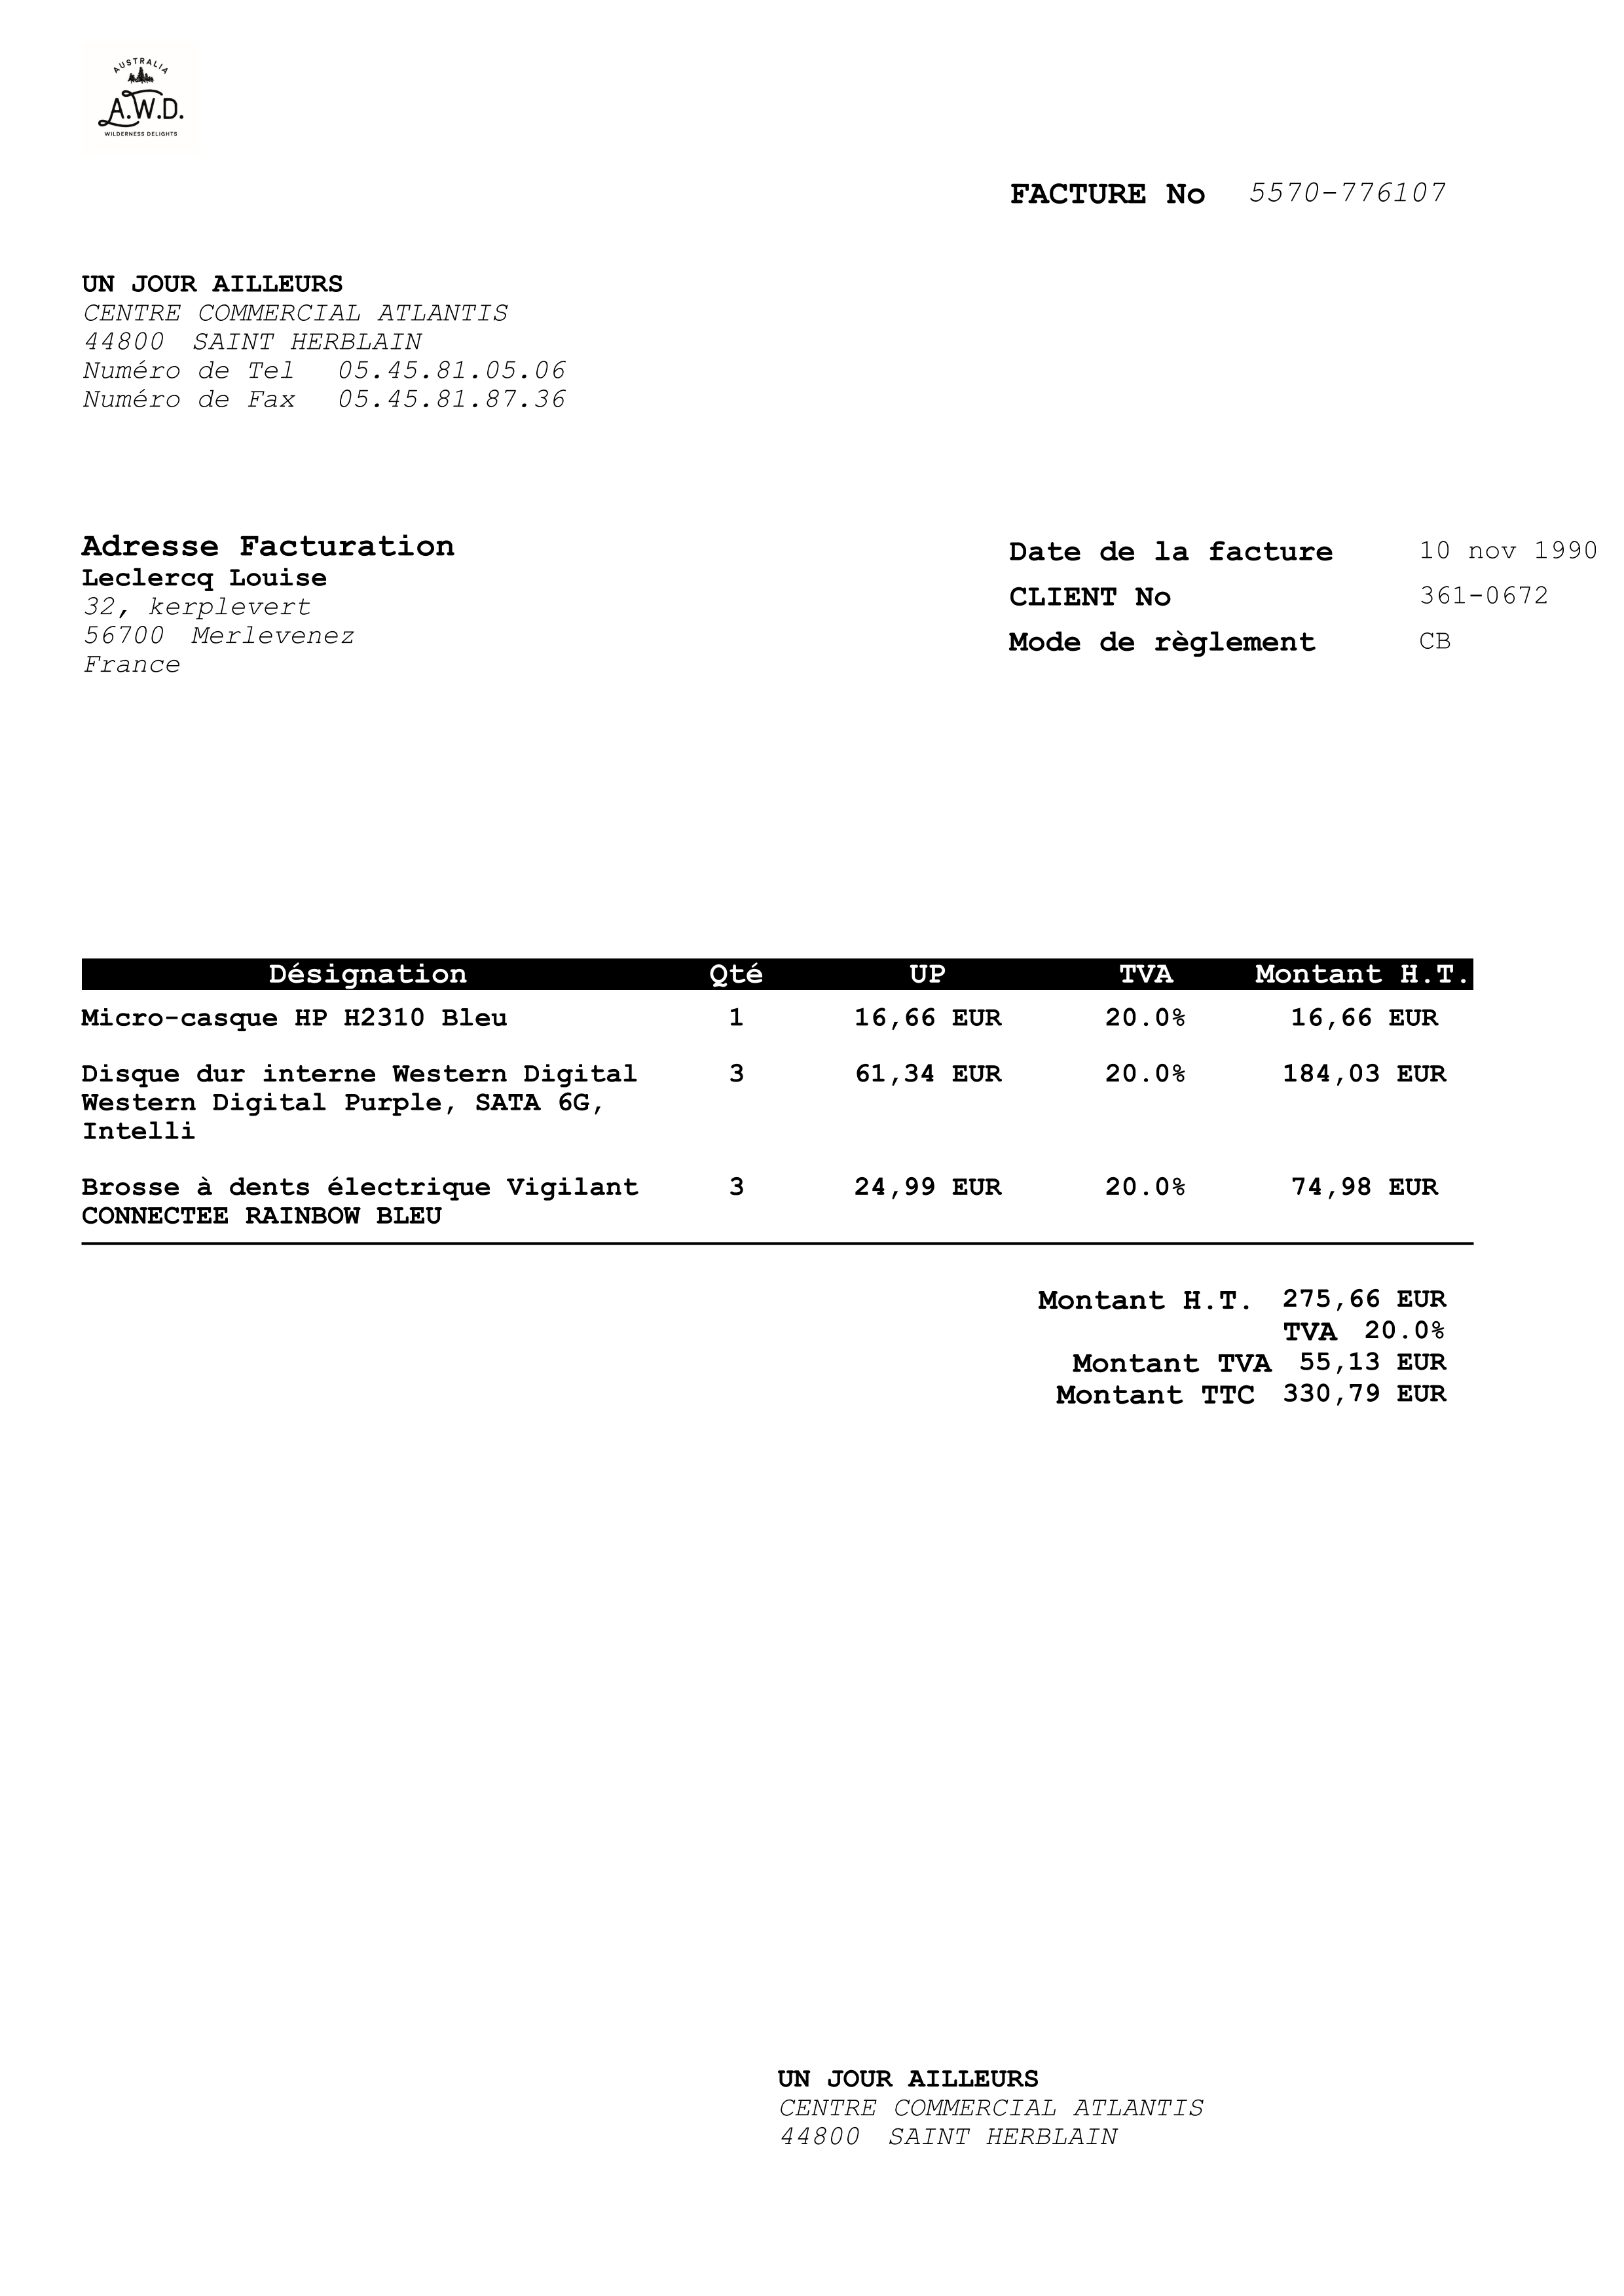 AUSTRALIA
A.W.D.
WILDERNESS DELIGHTS
FACTURE No 5570-776107
UN JOUR AILLEURS
CENTRE COMMERCIAL ATLANTIS
44800 SAINT HERBLAIN
Numéro de Tel 05.45.81.05.06
Numéro de Fax 05.45.81.87.36
Adresse Facturation
Leclercq Louise
32, kerplevert
56700 Merlevenez
France
Date de la facture 10 nov 1990
CLIENT No 361-0672
Mode de règlement CB
Désignation Qté UP TVA Montant H.T.
Micro-casque HP H2310 Bleu 1 16,66 EUR 20.0% 16,66 EUR
Disque dur interne Western Digital 3 61,34 EUR 20.0% 184,03 EUR
Western Digital Purple, SATA 6G,
Intelli
Brosse à dents électrique Vigilant 3 24,99 EUR 20.0% 74,98 EUR
CONNECTEE RAINBOW BLEU
Montant H.T. 275,66 EUR
TVA 20.0%
Montant TVA 55,13 EUR
Montant TTC 330,79 EUR
UN JOUR AILLEURS
CENTRE COMMERCIAL ATLANTIS
44800 SAINT HERBLAIN